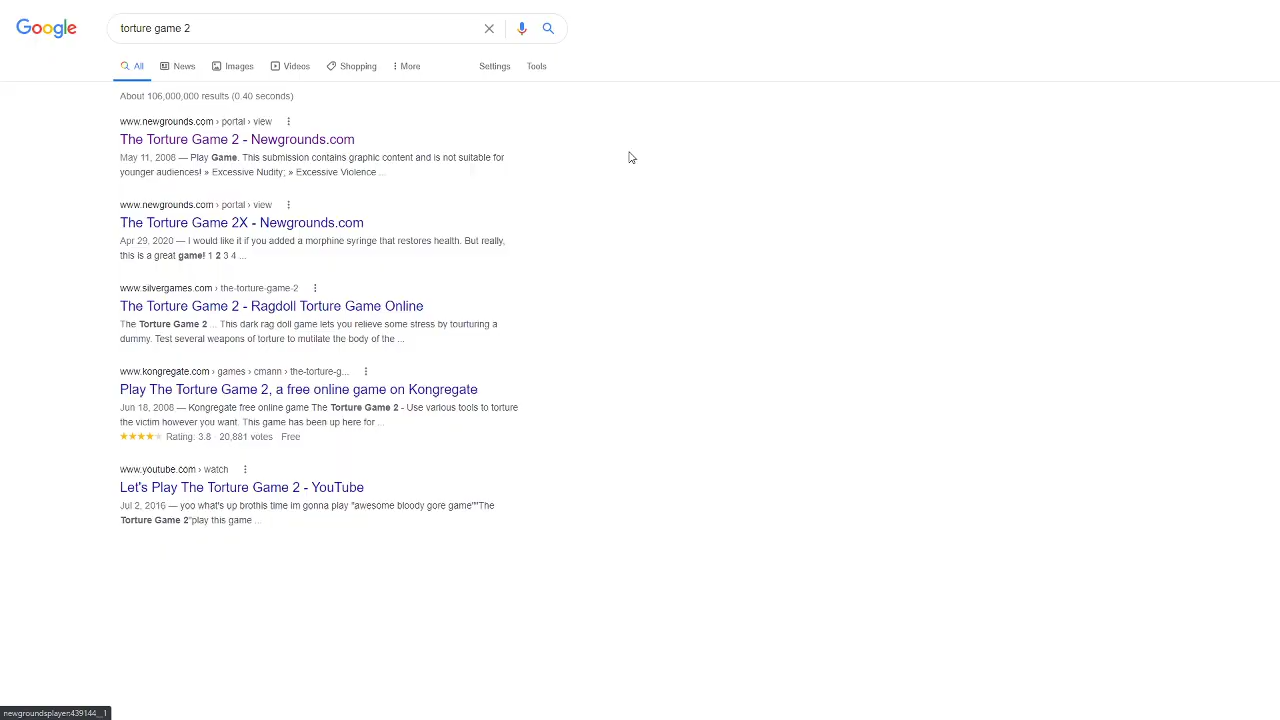 Google
torture game 2
All News Images Videos Shopping More Settings Tools
About 106,000,000 results (0.40 seconds)
www.newgrounds.com › portal › view
The Torture Game 2 - Newgrounds.com
May 11, 2008 — Play Game. This submission contains graphic content and is not suitable for
younger audiences! » Excessive Nudity; » Excessive Violence ...
www.newgrounds.com › portal › view
The Torture Game 2X - Newgrounds.com
Apr 29, 2020 — I would like it if you added a morphine syringe that restores health. But really,
this is a great game! 1 2 3 4 ...
www.silvergames.com › the-torture-game-2
The Torture Game 2 - Ragdoll Torture Game Online
The Torture Game 2 ... This dark rag doll game lets you relieve some stress by tourturing a
dummy. Test several weapons of torture to mutilate the body of the ...
www.kongregate.com › games › cmann › the-torture-g...
Play The Torture Game 2, a free online game on Kongregate
Jun 18, 2008 — Kongregate free online game The Torture Game 2 - Use various tools to torture
the victim however you want. This game has been up here for ...
Rating: 3.8 20,881 votes Free
www.youtube.com › watch
Let's Play The Torture Game 2 - YouTube
Jul 2, 2016 — yoo what's up brothis time im gonna play "awesome bloody gore game""The
Torture Game 2"play this game ...
newgroundsplayer:439144__1